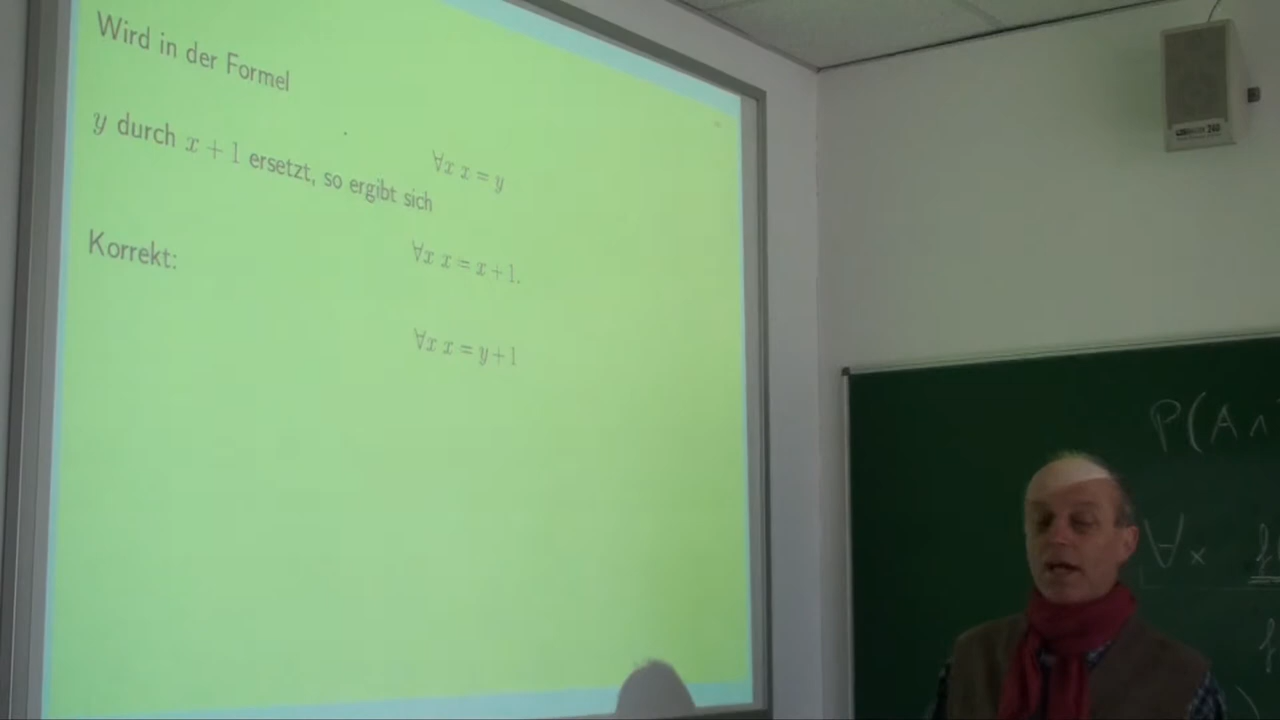 Wird in der Formel
∀x x = y
y durch x + 1 ersetzt, so ergibt sich
∀x x = x + 1.
Korrekt:
∀x x = y + 1
P(A ∧
∀x